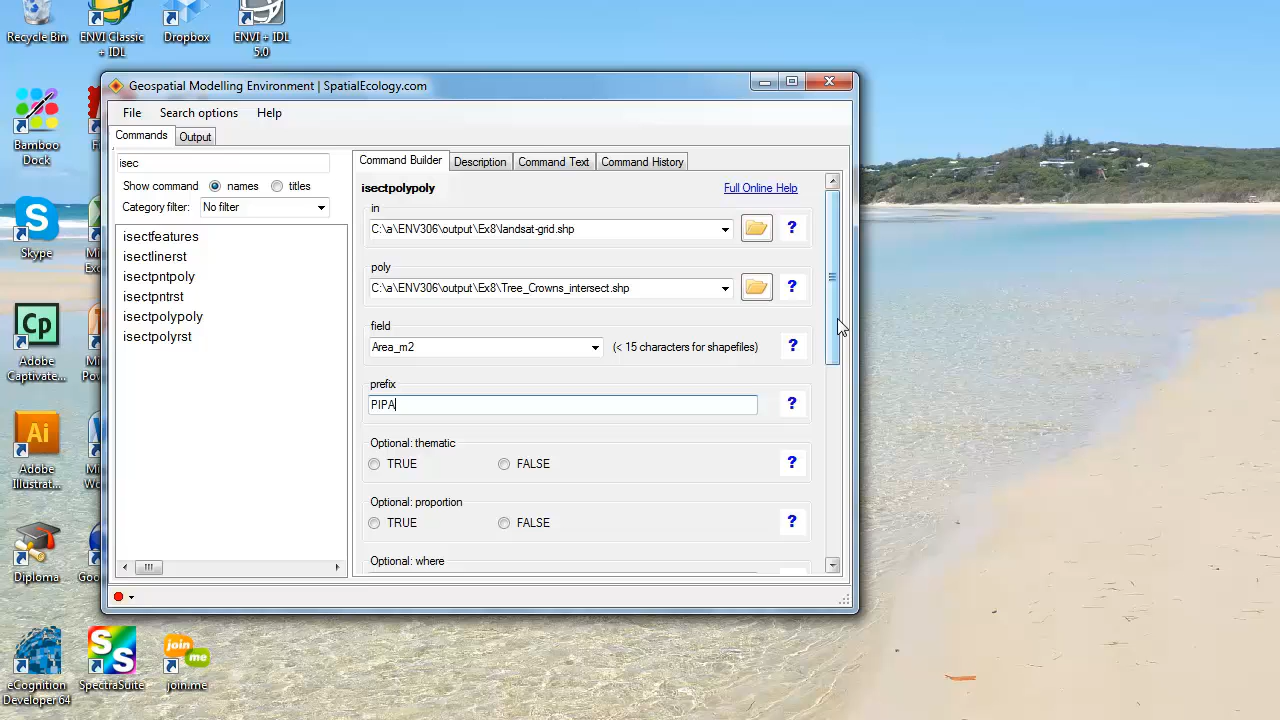 Recycle Bin
ENVI Classic
+ IDL
Dropbox
ENVI + IDL
5.0
Bamboo
Dock
Skype
Adobe
Captivate...
Adobe
Illustrat...
Diploma
eCognition
Developer64
SpectraSuite
join.me
Geospatial Modelling Environment | SpatialEcology.com
File
Search options
Help
Commands
Output
isec
Show command
names
titles
Category filter:
No filter
isectfeatures
isectlinerst
isectpntpoly
isectpntrst
isectpolypoly
isectpolyrst
Command Builder
Description
Command Text
Command History
isectpolypoly
Full Online Help
in
C:\a\ENV306\output\Ex8\landsat-grid.shp
?
poly
C:\a\ENV306\output\Ex8\Tree_Crowns_intersect.shp
?
field
Area_m2
(< 15 characters for shapefiles)
?
prefix
PIPA
?
Optional: thematic
TRUE
FALSE
?
Optional: proportion
TRUE
FALSE
?
Optional: where